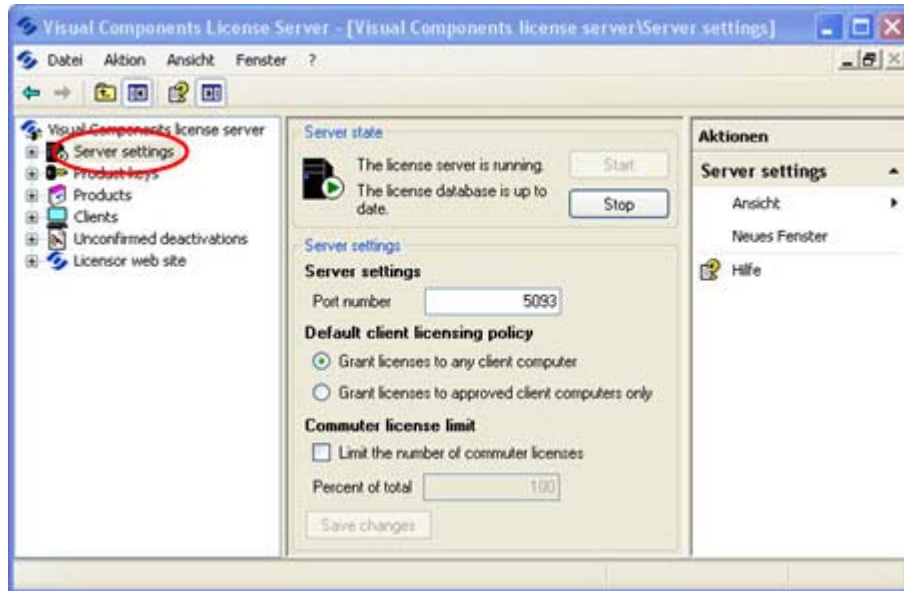 Visual Components License Server - [Visual Components license server\Server settings]
Datei Aktion Ansicht Fenster ?
Visual Components license server
Server settings
Product keys
Products
Clients
Unconfirmed deactivations
Licensor web site
Server state
The license server is running.
Start
The license database is up to
date.
Stop
Server settings
Server settings
Port number 5093
Default client licensing policy
Grant licenses to any client computer
Grant licenses to approved client computers only
Commuter license limit
Limit the number of commuter licenses
Percent of total 100
Save changes
Aktionen
Server settings
Ansicht
Neues Fenster
Hilfe